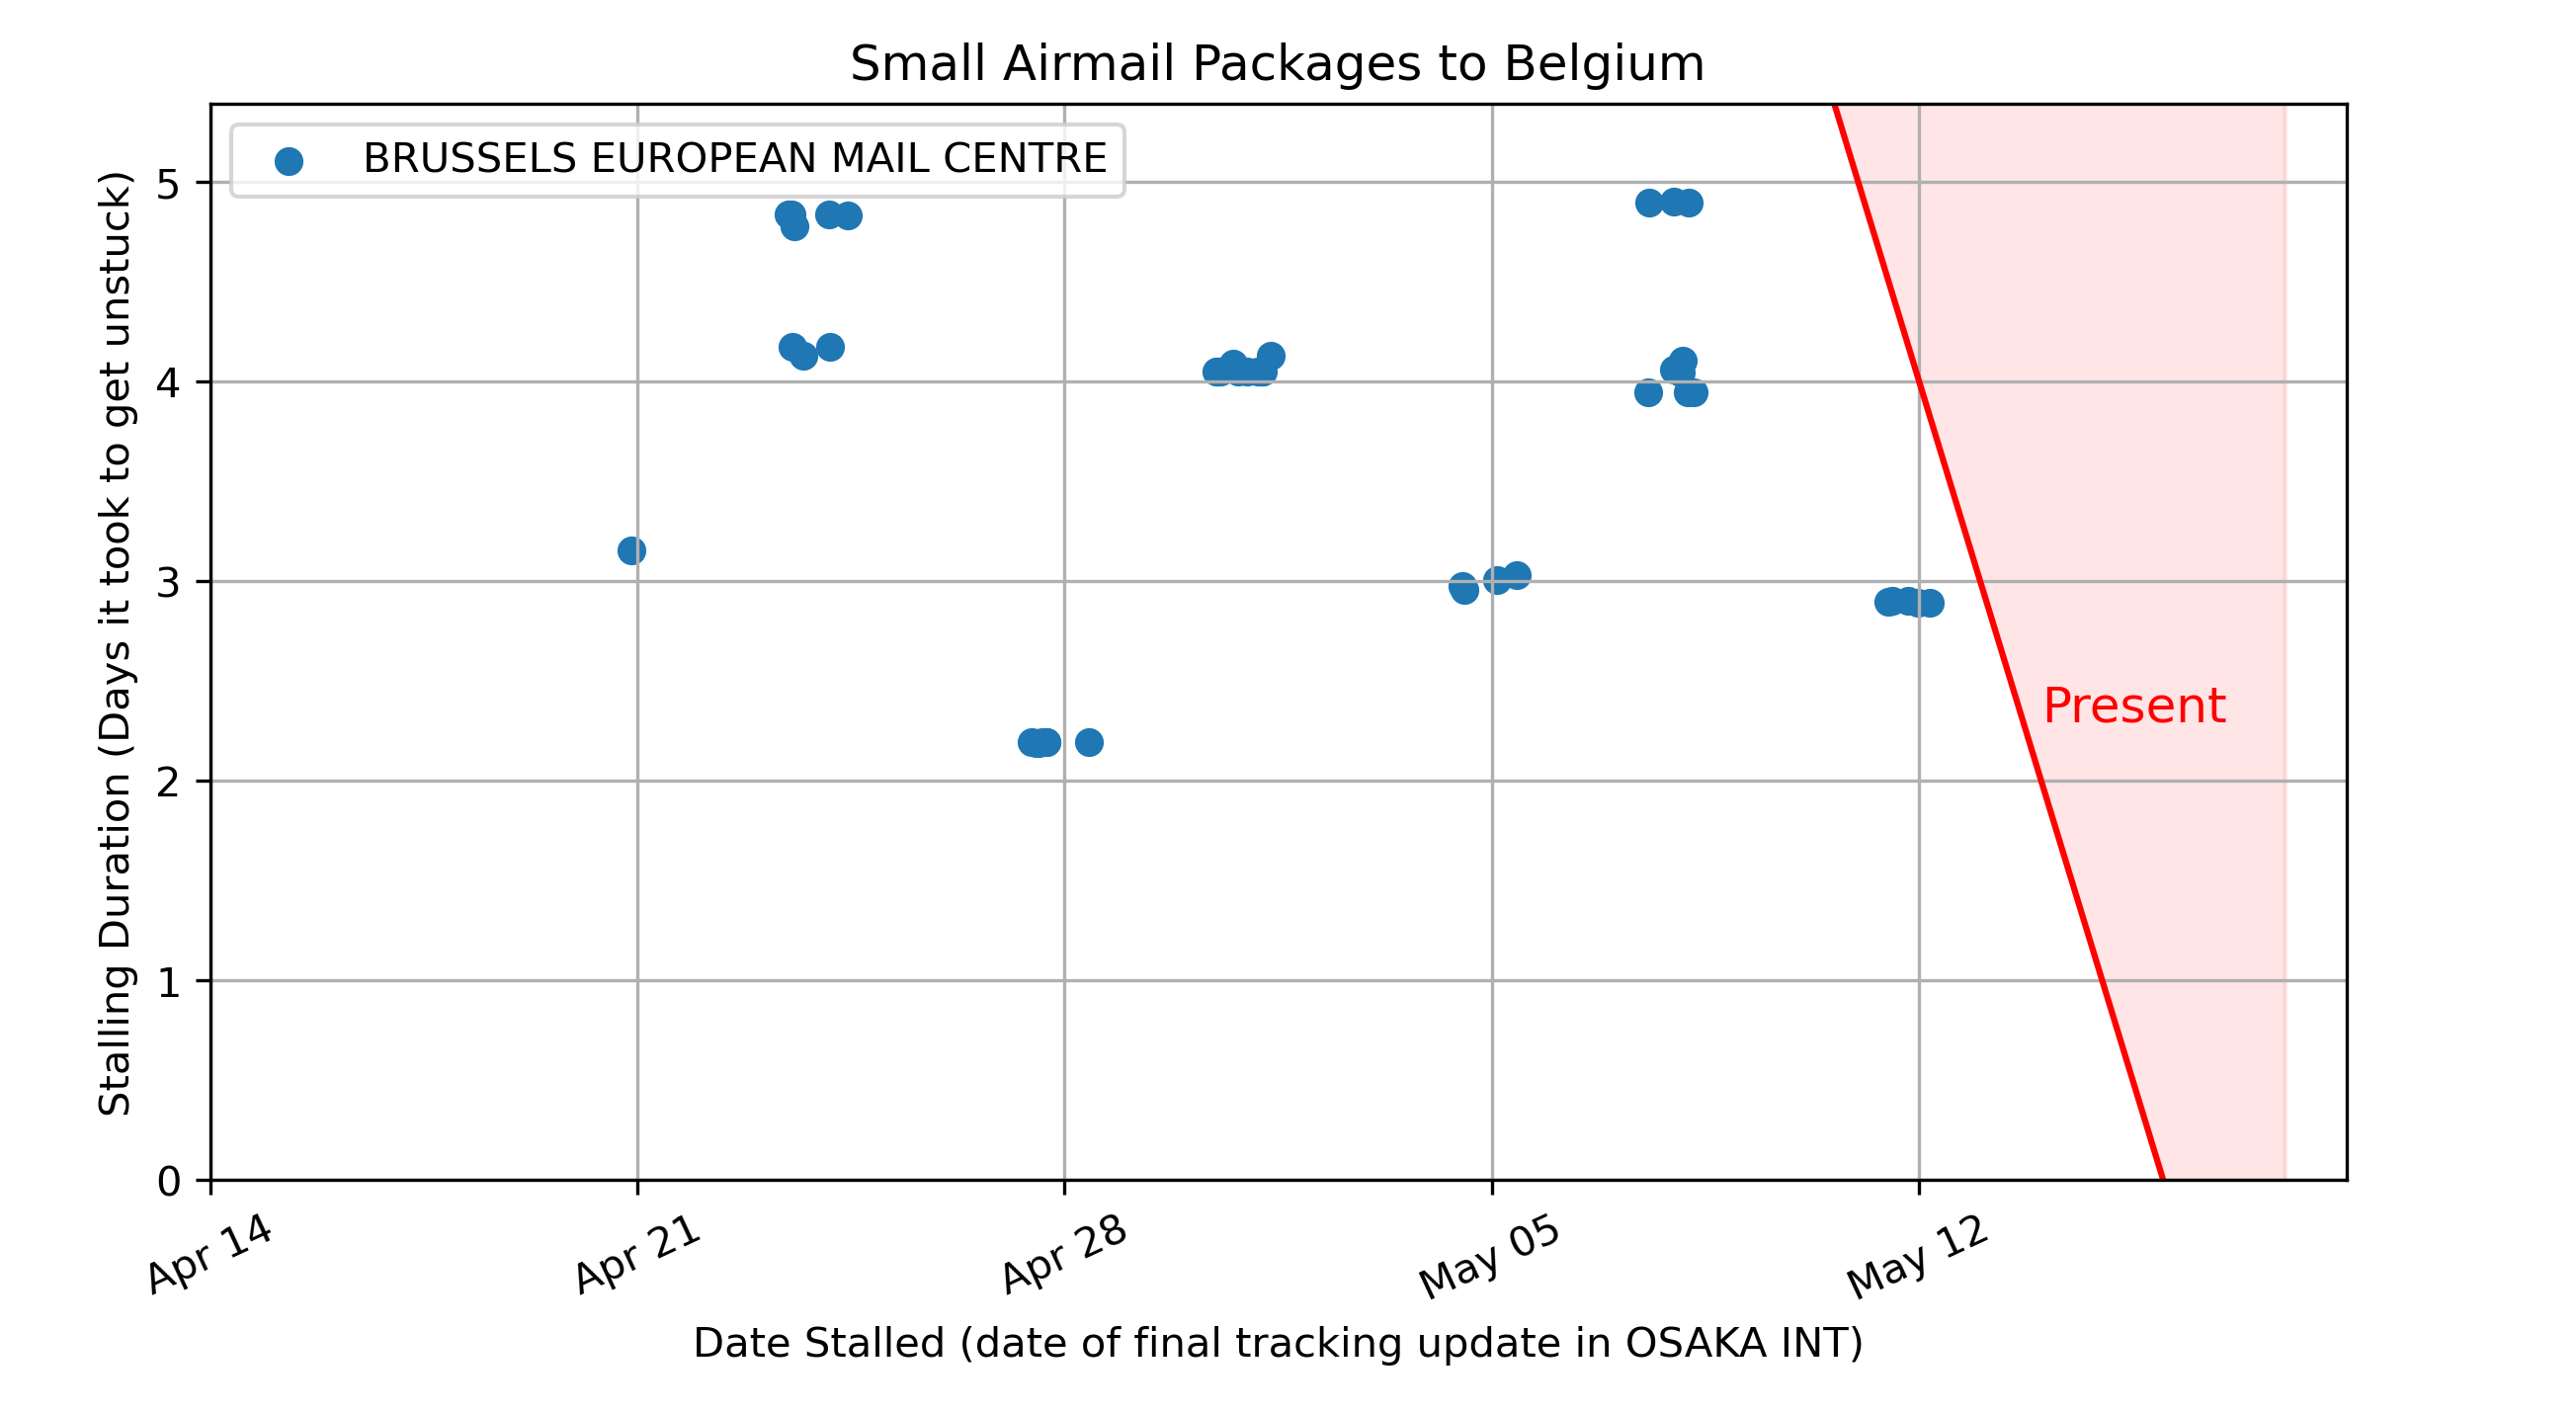 Small Airmail Packages to Belgium
BRUSSELS EUROPEAN MAIL CENTRE
Stalling Duration (Days it took to get unstuck)
5
4
3
2
1
0
Present
Apr 14
Apr 21
Apr 28
May 05
May 12
Date Stalled (date of final tracking update in OSAKA INT)